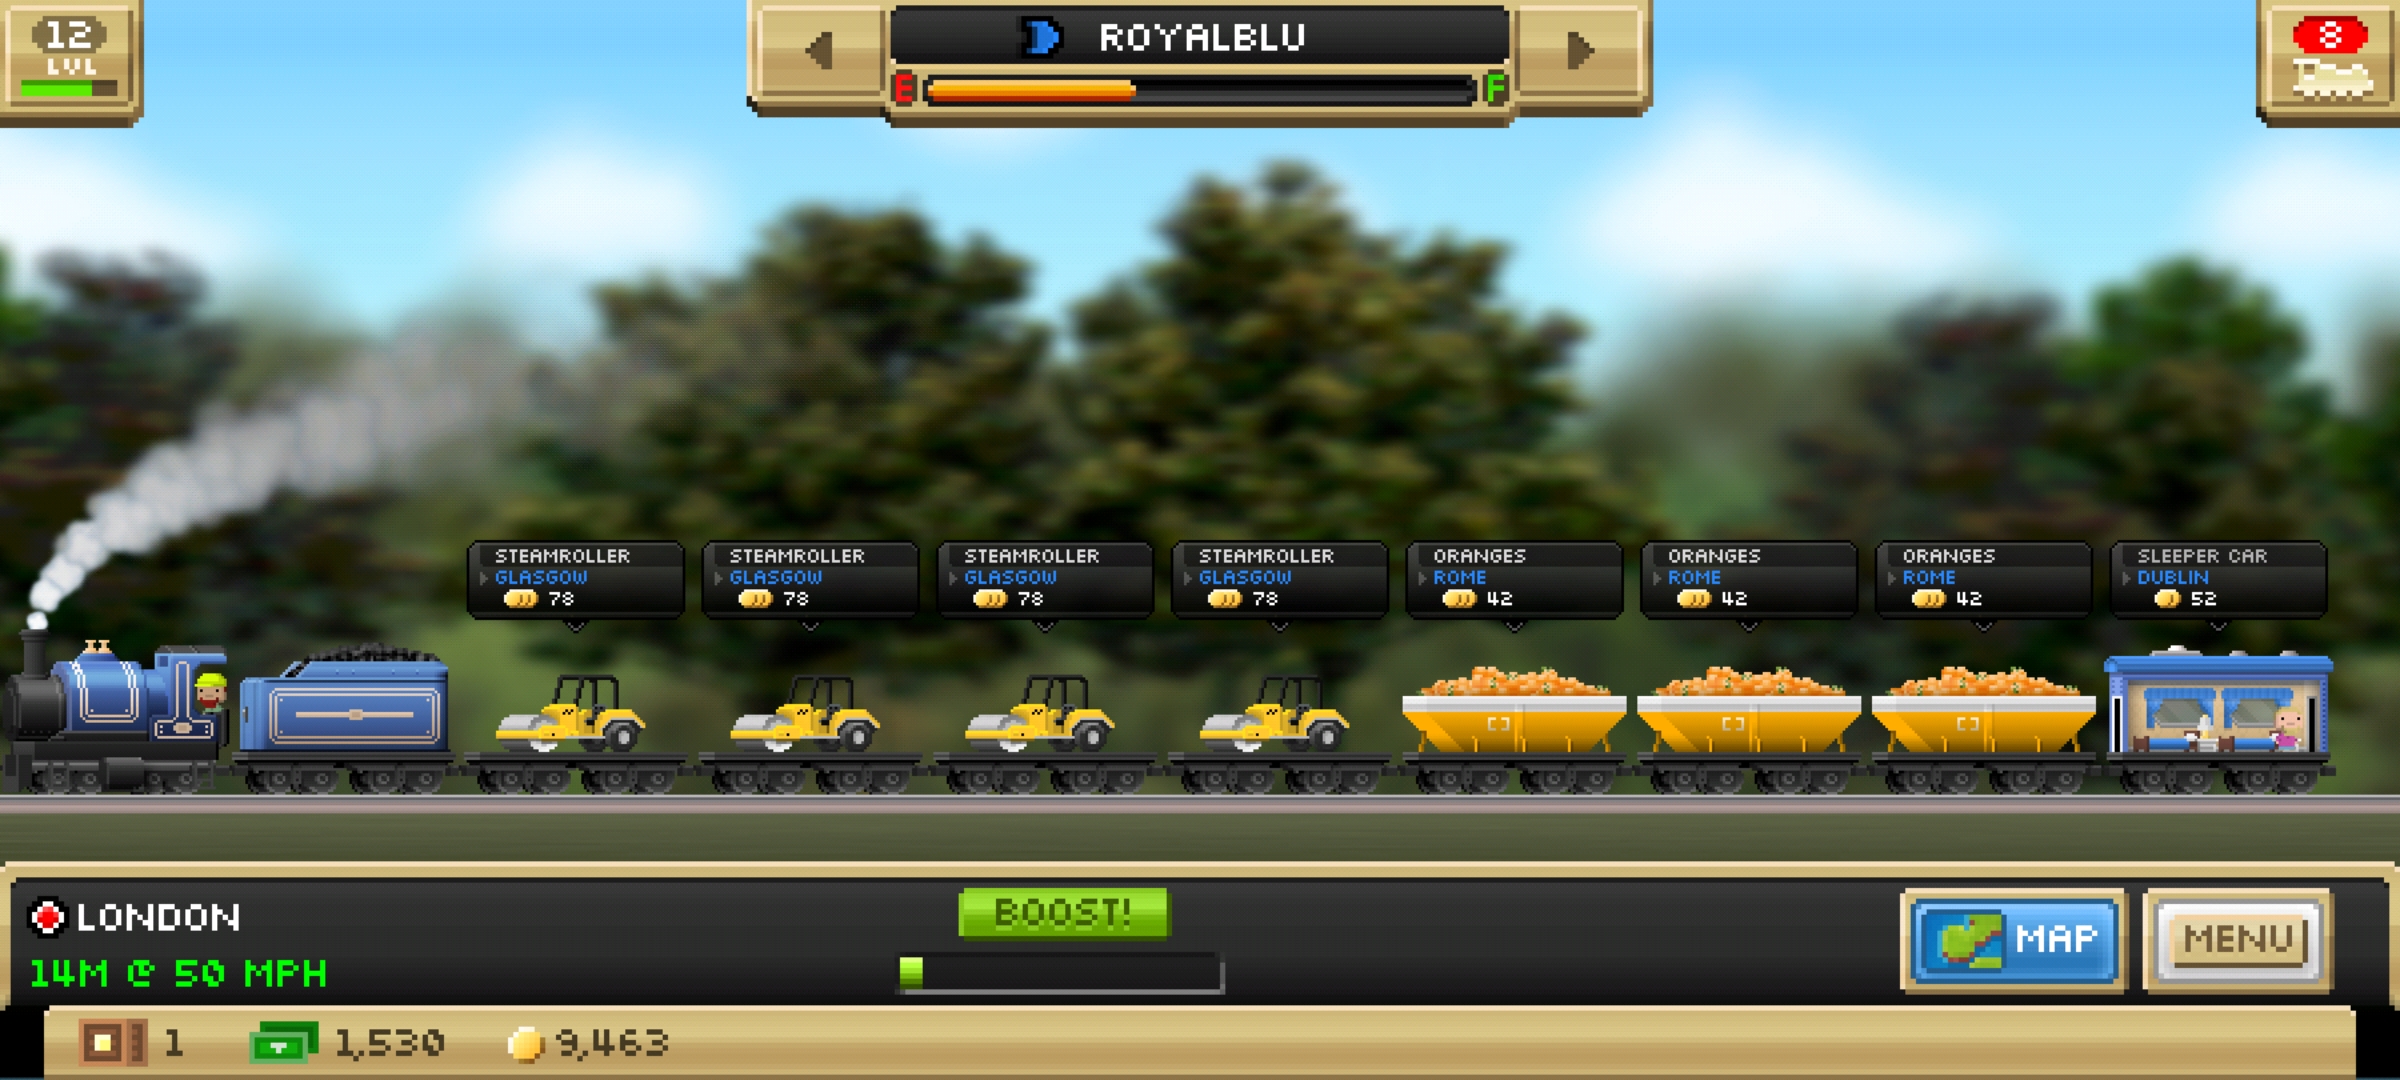 12
LVL
ROYALBLU
8
E
F
STEAMROLLER
GLASGOW
78
STEAMROLLER
GLASGOW
78
STEAMROLLER
GLASGOW
78
STEAMROLLER
GLASGOW
78
ORANGES
ROME
42
ORANGES
ROME
42
ORANGES
ROME
42
SLEEPER CAR
DUBLIN
52
LONDON
14M @ 50 MPH
BOOST!
MAP
MENU
1
1,530
9,463